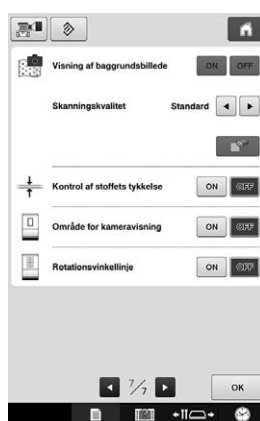 Visning af baggrundsbillede ON OFF
Skanningskvalitet Standard
Kontrol af stoffets tykkelse ON OFF
Område for kameravisning ON OFF
Rotationsvinkellinje ON OFF
7/7 OK